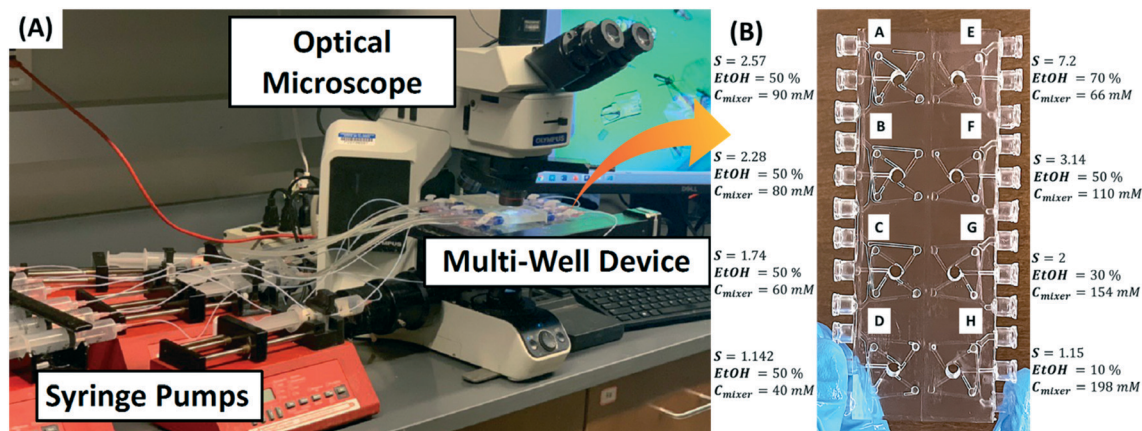 (A)
Optical
Microscope
OLYMPUS
DELL
Multi-Well Device
Syringe Pumps
(B)
S = 2.57
EtOH = 50 %
C_mixer = 90 mM
S = 2.28
EtOH = 50 %
C_mixer = 80 mM
S = 1.74
EtOH = 50 %
C_mixer = 60 mM
S = 1.142
EtOH = 50 %
C_mixer = 40 mM
A
E
B
F
C
G
D
H
S = 7.2
EtOH = 70 %
C_mixer = 66 mM
S = 3.14
EtOH = 50 %
C_mixer = 110 mM
S = 2
EtOH = 30 %
C_mixer = 154 mM
S = 1.15
EtOH = 10 %
C_mixer = 198 mM